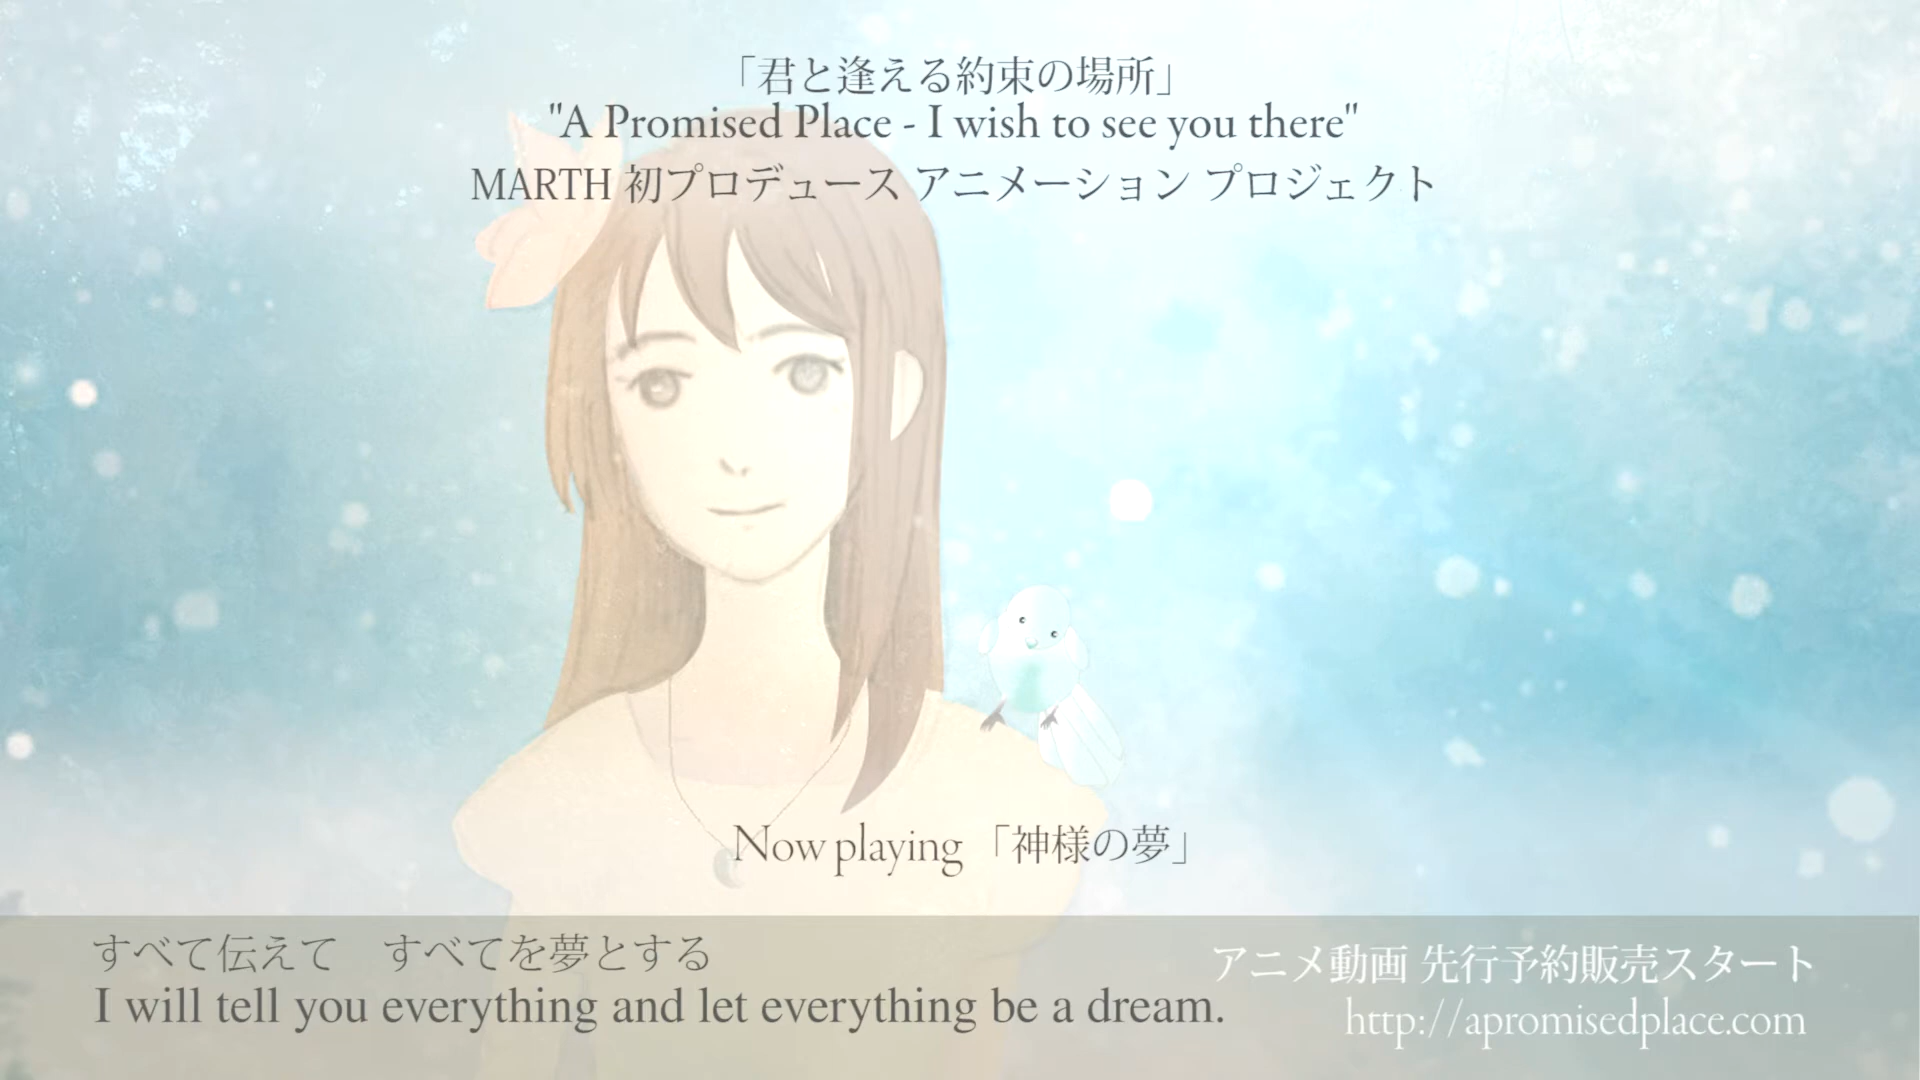 「君と逢える約束の場所」
"A Promised Place - I wish to see you there"
MARTH 初プロデュース アニメーション プロジェクト
Now playing 「神様の夢」
すべて伝えて　すべてを夢とする
I will tell you everything and let everything be a dream.
アニメ動画 先行予約販売スタート
http://apromisedplace.com